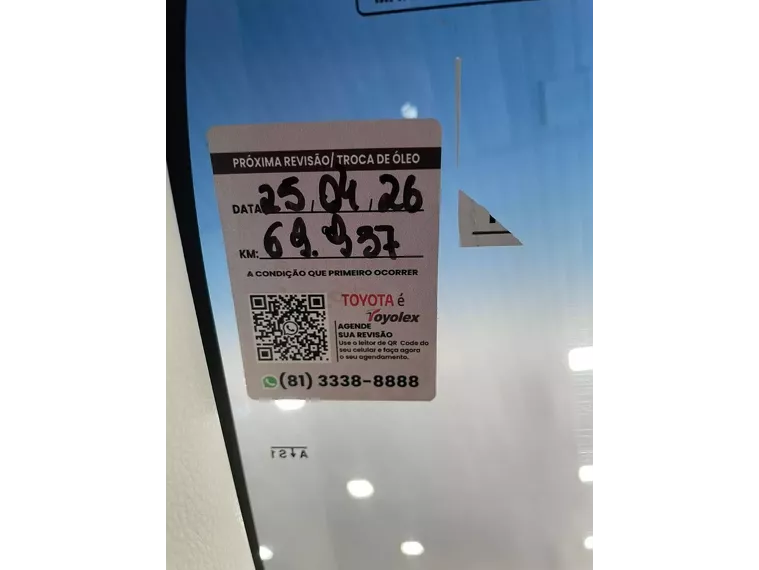 PRÓXIMA REVISÃO/ TROCA DE ÓLEO
DATA: 25.04.26
KM: 69.937
A CONDIÇÃO QUE PRIMEIRO OCORRER
TOYOTA é
Toyolex
AGENDE
SUA REVISÃO
Use o leitor de QR Code do
seu celular e faça agora
o seu agendamento.
(81) 3338-8888
A↓S1